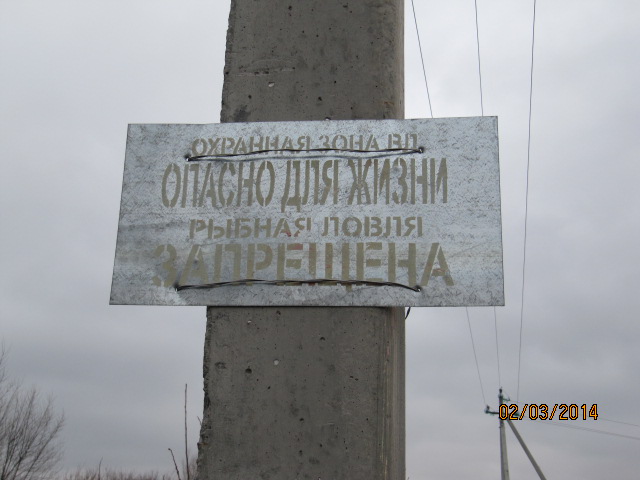 ОХРАННАЯ ЗОНА ВЛ
ОПАСНО ДЛЯ ЖИЗНИ
РЫБНАЯ ЛОВЛЯ
ЗАПРЕЩЕНА
02/03/2014